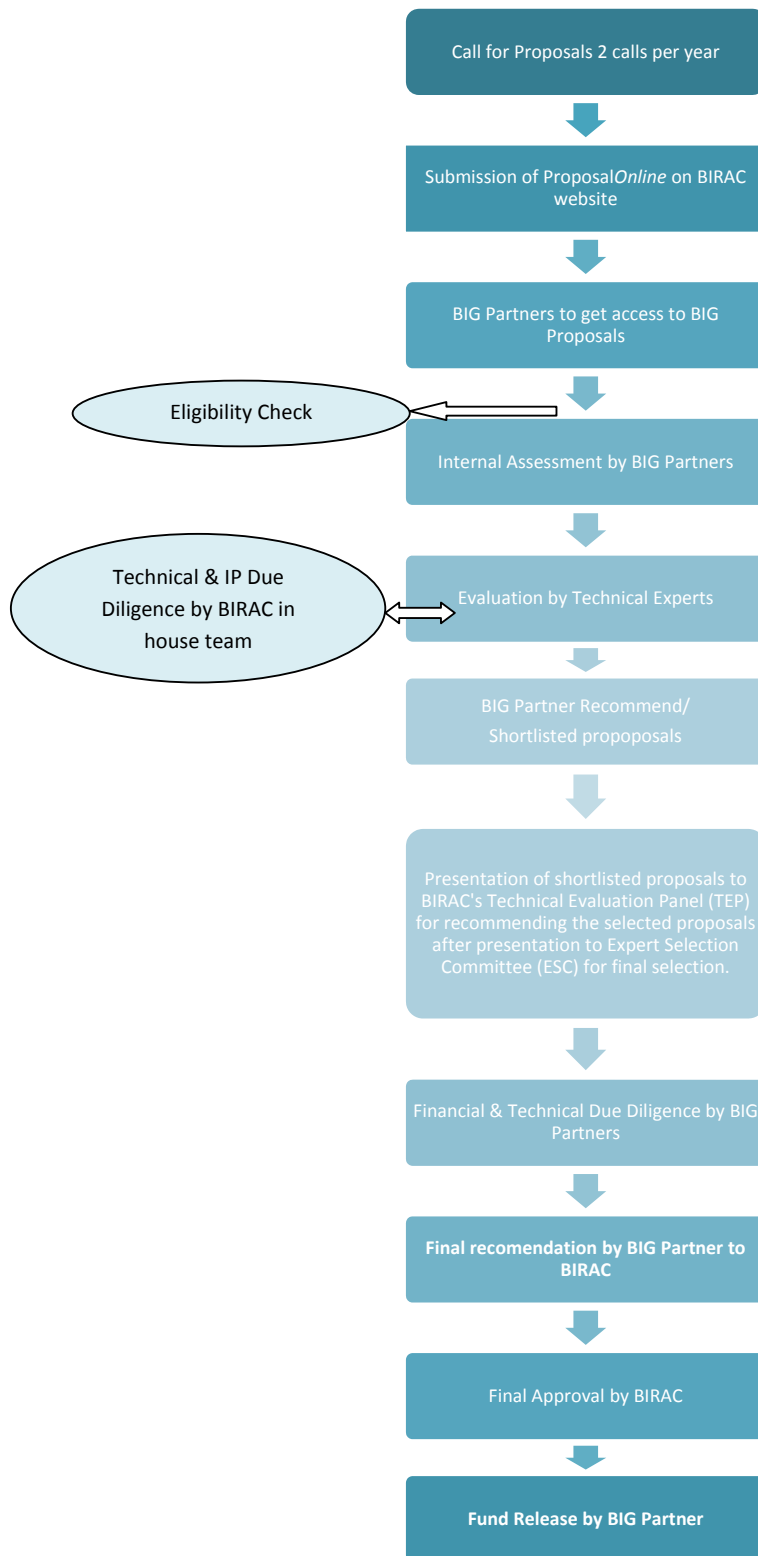 Call for Proposals 2 calls per year
Submission of ProposalOnline on BIRAC
website
BIG Partners to get access to BIG
Proposals
Eligibility Check
Internal Assessment by BIG Partners
Technical & IP Due
Diligence by BIRAC in
house team
Evaluation by Technical Experts
BIG Partner Recommend/
Shortlisted propoposals
Presentation of shortlisted proposals to
BIRAC's Technical Evaluation Panel (TEP)
for recommending the selected proposals
after presentation to Expert Selection
Committee (ESC) for final selection.
Financial & Technical Due Diligence by BIG
Partners
Final recomendation by BIG Partner to
BIRAC
Final Approval by BIRAC
Fund Release by BIG Partner